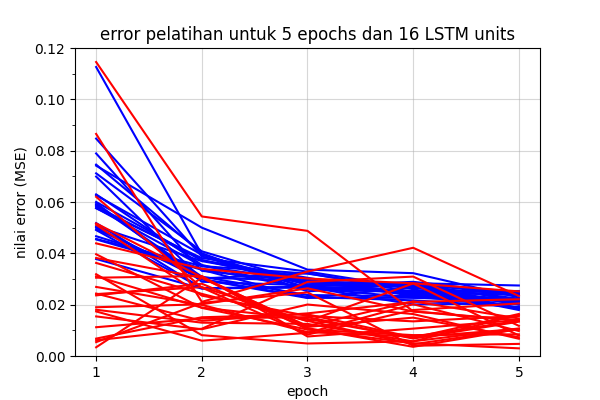 error pelatihan untuk 5 epochs dan 16 LSTM units
0.12
0.10
0.08
0.06
0.04
0.02
0.00
nilai error (MSE)
1 2 3 4 5
epoch